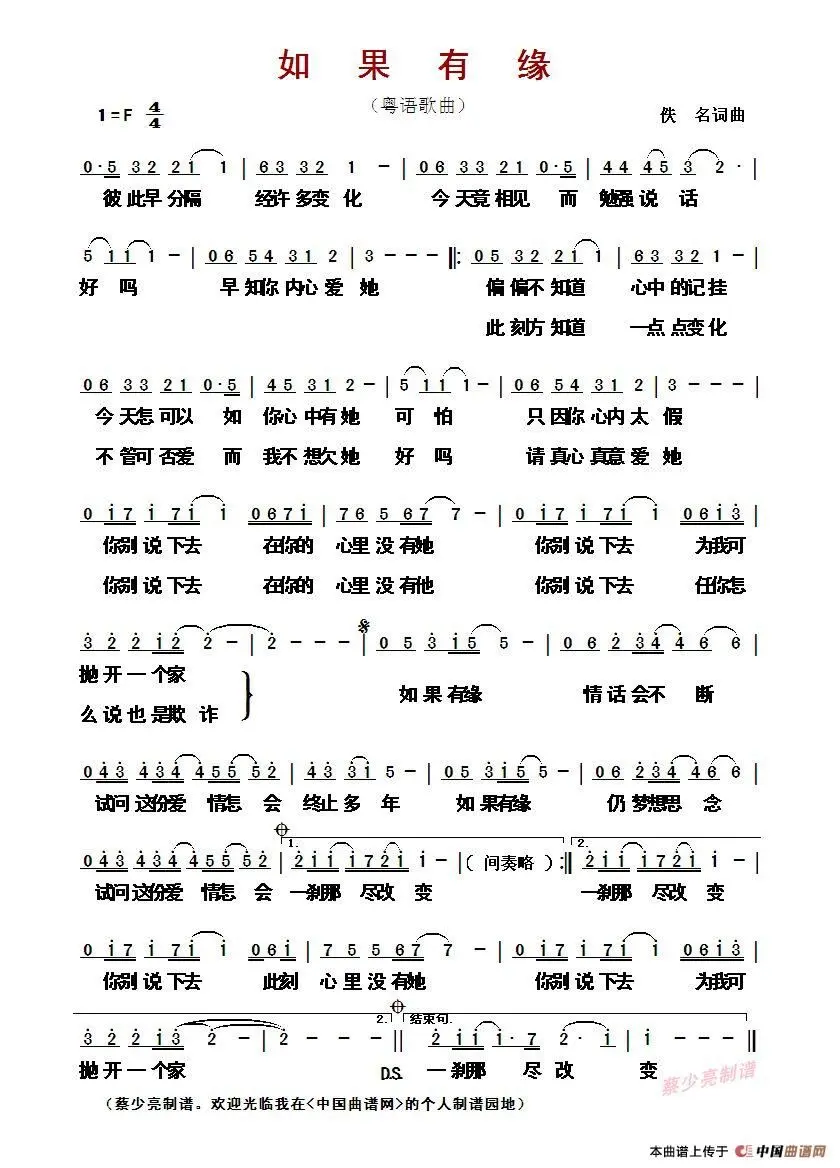 如 果 有 缘
（粤语歌曲）
1=F 4/4 佚 名词曲
0·5 32 21 1 | 63 32 1 – | 06 33 21 0·5 | 44 45 3 2· |
彼此早分隔 经许多变化 今天竟相见 而 勉强说 话
5 11 1 – | 06 54 31 2 | 3 – – – ‖: 05 32 21 1 | 63 32 1 – |
好 吗 早知你内心爱她 偏偏不知道 心中的记挂
此刻方知道 一点点变化
06 33 21 0·5 | 45 31 2 – | 5 11 1 – | 06 54 31 2 | 3 – – – |
今天怎可以 如 你心中有她 可 怕 只因你心内太假
不管可否爱 而 我不想欠她 好 吗 请真心真意爱她
0 i7 i 7i i 067i | 76 5 67 7 – | 0 i7 i 7i i 06i3 |
你别说下去 在你的 心里没有她 你别说下去 为我可
你别说下去 在你的 心里没有他 你别说下去 任你怎
3 2 2 i2 2 – | 2 – – – | 05 3 i5 5 – | 06 2 34 4 6 6 |
抛开一个家 如果有缘 情话会不 断
么说也是欺诈
043 434 455 52 | 43 31 5 – | 05 3i5 5 – | 06 234 46 6 |
试问这份爱 情怎 会 终止多 年 如果有缘 仍梦想思 念
1. 2.
043 434 455 52 | 2ii i72i i – |（ 间奏略 ）:‖ 2ii i72i i – |
试问这份爱 情怎 会 一刹那 尽改 变 一刹那 尽改 变
0 i7 i 7i i 06i | 75 5 67 7 – | 0 i7 i 7i i 06i3 |
你别说下去 此刻 心里没有她 你别说下去 为我可
2. 结束句.
3 2 2 i3 2 – | 2 – – – ‖ 2 ii i· 7 2 i | i – – – ‖
抛开一个家 D.S. 一刹那 尽 改 变
蔡少亮制谱
（蔡少亮制谱。欢迎光临我在<中国曲谱网>的个人制谱园地）
本曲谱上传于 中国曲谱网